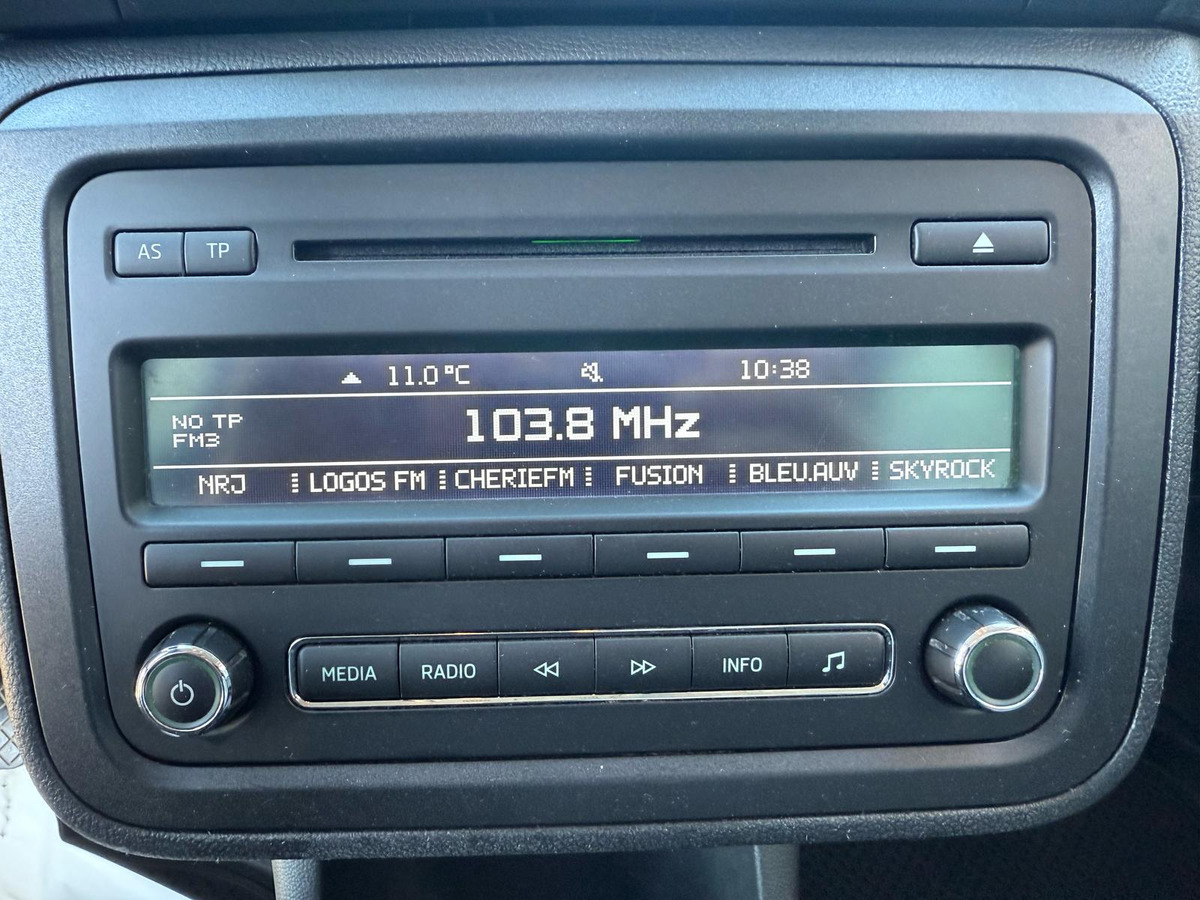 AS TP
11.0°C 10:38
NO TP
103.8 MHz
FM3
NRJ LOGOS FM CHERIEFM FUSION BLEU.AUV SKYROCK
MEDIA RADIO INFO